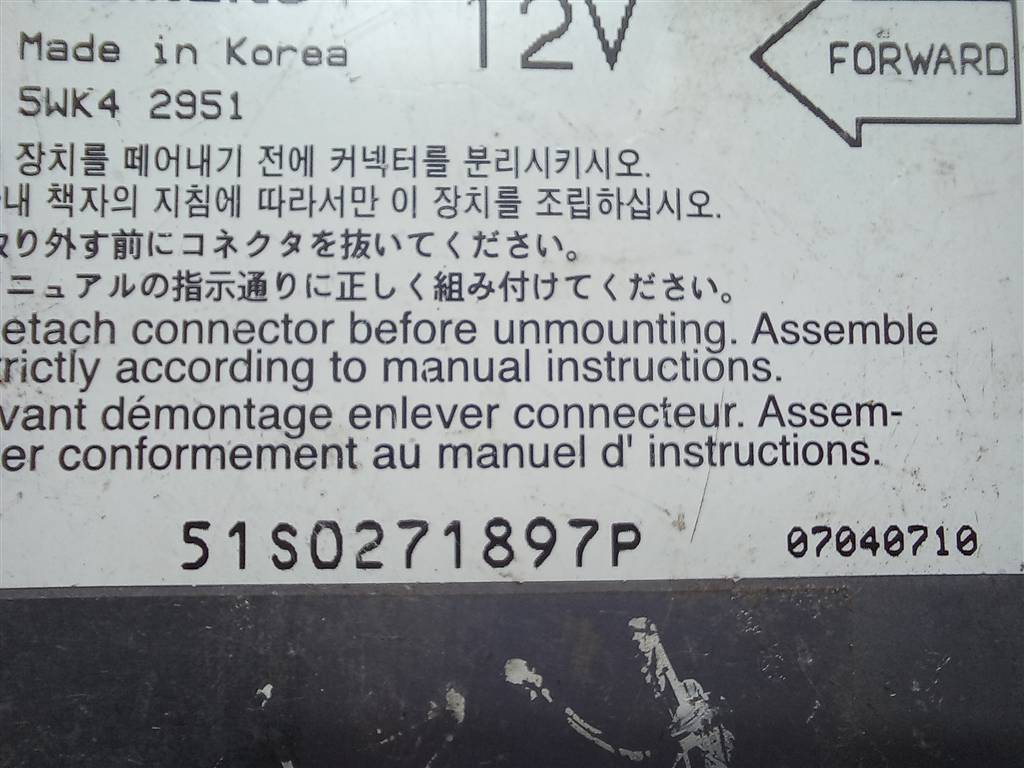 12V
FORWARD
Made in Korea
5WK4 2951
장치를 떼어내기 전에 커넥터를 분리시키시오.
내 책자의 지침에 따라서만 이 장치를 조립하십시오.
り外す前にコネクタを抜いてください。
ニュアルの指示通りに正しく組み付けてください。
etach connector before unmounting. Assemble
rictly according to manual instructions.
vant démontage enlever connecteur. Assem-
er conformement au manuel d' instructions.
51S0271897P
07040710